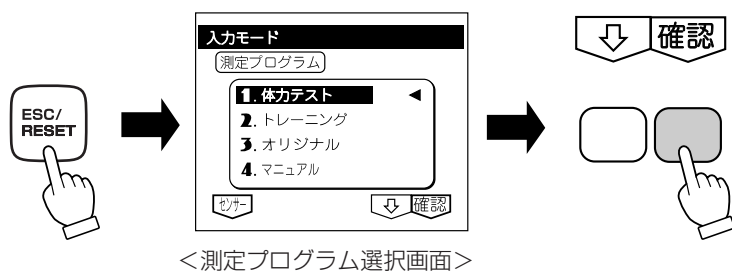 ESC/
RESET
入力モード
測定プログラム
1. 体力テスト ◀
2. トレーニング
3. オリジナル
4. マニュアル
センサー ⇩ 確認
⇩ 確認
＜測定プログラム選択画面＞